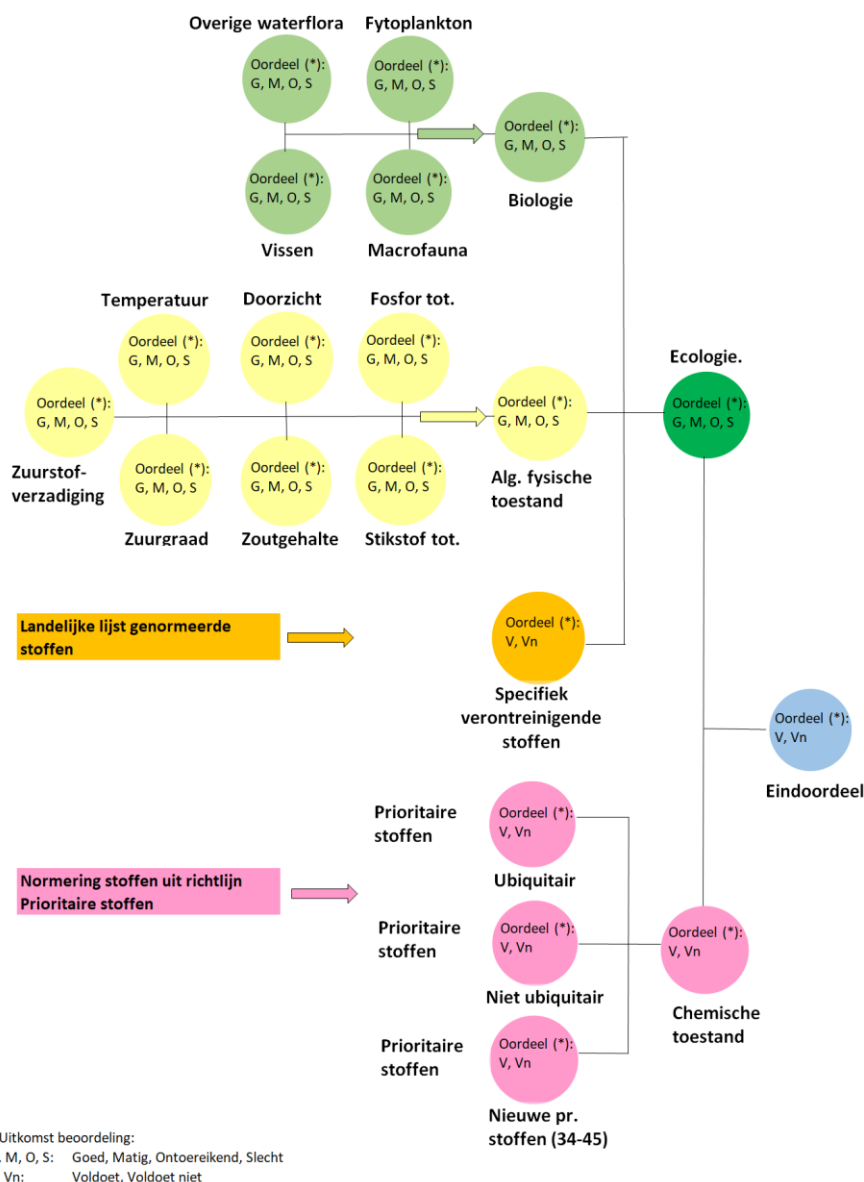 Overige waterflora
Fytoplankton
Oordeel (*):
G, M, O, S
Oordeel (*):
G, M, O, S
Oordeel (*):
G, M, O, S
Biologie
Oordeel (*):
G, M, O, S
Oordeel (*):
G, M, O, S
Vissen
Macrofauna
Temperatuur
Doorzicht
Fosfor tot.
Oordeel (*):
G, M, O, S
Oordeel (*):
G, M, O, S
Oordeel (*):
G, M, O, S
Ecologie.
Oordeel (*):
G, M, O, S
Oordeel (*):
G, M, O, S
Oordeel (*):
G, M, O, S
Zuurstof-
verzadiging
Oordeel (*):
G, M, O, S
Oordeel (*):
G, M, O, S
Oordeel (*):
G, M, O, S
Alg. fysische
toestand
Zuurgraad
Zoutgehalte
Stikstof tot.
Landelijke lijst genormeerde
stoffen
Oordeel (*):
V, Vn
Specifiek
verontreinigende
stoffen
Oordeel (*):
V, Vn
Eindoordeel
Prioritaire
stoffen
Oordeel (*):
V, Vn
Ubiquitair
Normering stoffen uit richtlijn
Prioritaire stoffen
Prioritaire
stoffen
Oordeel (*):
V, Vn
Niet ubiquitair
Oordeel (*):
V, Vn
Chemische
toestand
Prioritaire
stoffen
Oordeel (*):
V, Vn
Nieuwe pr.
stoffen (34-45)
Uitkomst beoordeling:
, M, O, S: Goed, Matig, Ontoereikend, Slecht
Vn: Voldoet, Voldoet niet